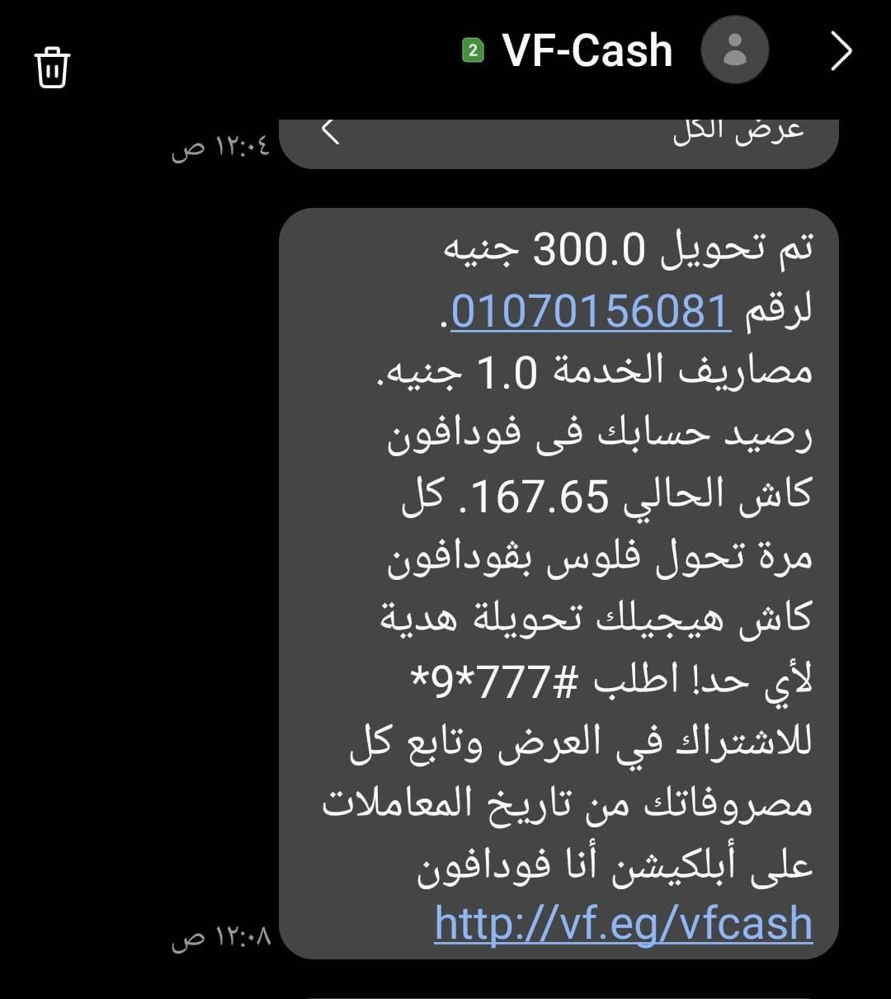 VF-Cash
2
عرض الكل
١٢:٠٤ ص
تم تحويل 300.0 جنيه
لرقم 01070156081.
مصاريف الخدمة 1.0 جنيه.
رصيد حسابك فى فودافون
كاش الحالي 167.65. كل
مرة تحول فلوس بڤودافون
كاش هيجيلك تحويلة هدية
لأي حد! اطلب #777*9*
للاشتراك في العرض وتابع كل
مصروفاتك من تاريخ المعاملات
على أبلكيشن أنا فودافون
http://vf.eg/vfcash
١٢:٠٨ ص